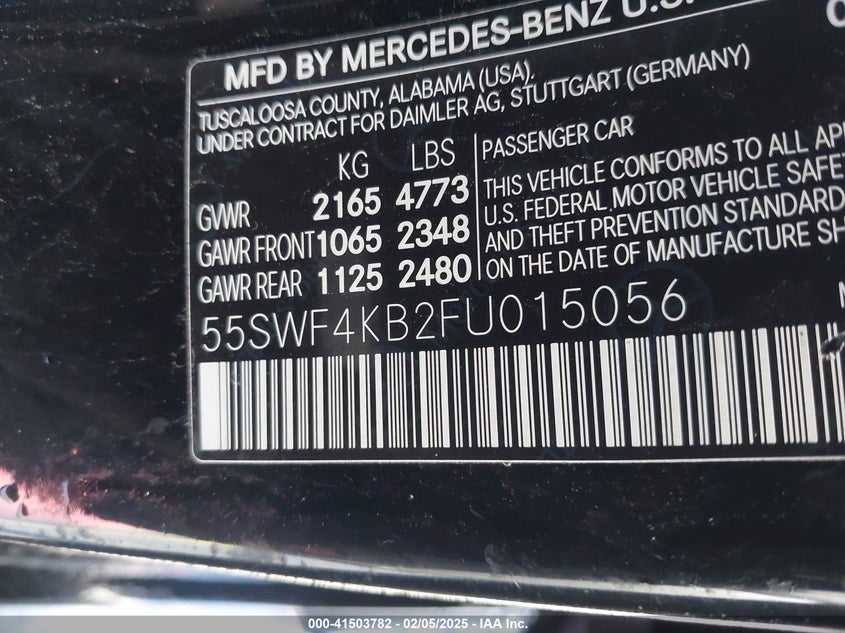 MFD BY MERCEDES-BENZ U.S.
TUSCALOOSA COUNTY, ALABAMA (USA),
UNDER CONTRACT FOR DAIMLER AG, STUTTGART (GERMANY)
KG LBS
GVWR 2165 4773
GAWR FRONT 1065 2348
GAWR REAR 1125 2480
PASSENGER CAR
THIS VEHICLE CONFORMS TO ALL
U.S. FEDERAL MOTOR VEHICLE
AND THEFT PREVENTION STANDARD
ON THE DATE OF MANUFACTURE
55SWF4KB2FU015056
000-41503782 - 02/05/2025 - IAA Inc.